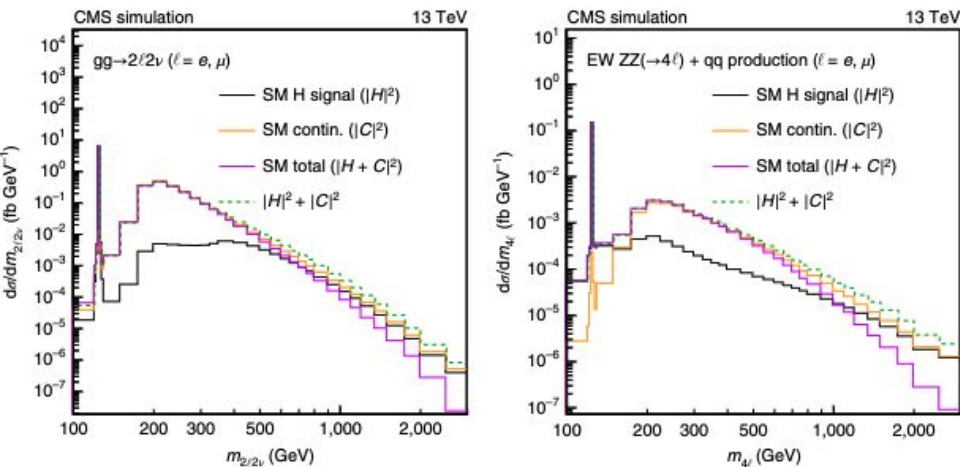 CMS simulation 13 TeV
gg→2ℓ2ν (ℓ = e, μ)
SM H signal (|H|²)
SM contin. (|C|²)
SM total (|H + C|²)
|H|² + |C|²
dσ/dm₂ℓ₂ν (fb GeV⁻¹)
10⁴
10³
10²
10¹
10⁰
10⁻¹
10⁻²
10⁻³
10⁻⁴
10⁻⁵
10⁻⁶
10⁻⁷
100 200 300 500 1,000 2,000
m₂ℓ₂ν (GeV)
CMS simulation 13 TeV
EW ZZ(→4ℓ) + qq production (ℓ = e, μ)
SM H signal (|H|²)
SM contin. (|C|²)
SM total (|H + C|²)
|H|² + |C|²
dσ/dm₄ℓ (fb GeV⁻¹)
10¹
10⁰
10⁻¹
10⁻²
10⁻³
10⁻⁴
10⁻⁵
10⁻⁶
10⁻⁷
100 200 300 500 1,000 2,000
m₄ℓ (GeV)